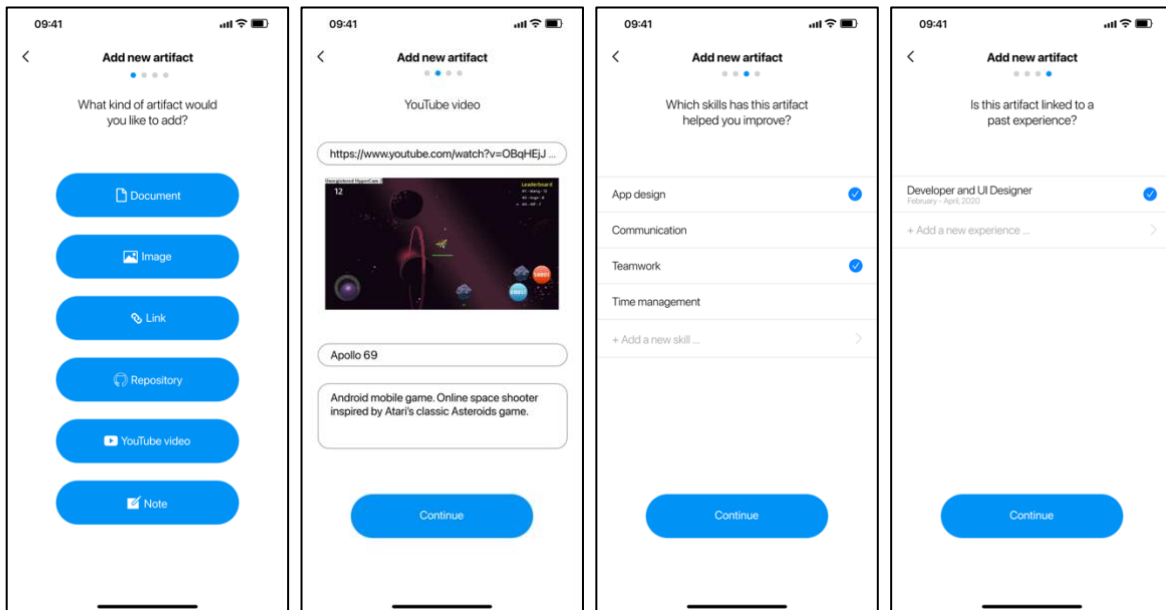 09:41
Add new artifact
What kind of artifact would
you like to add?
Document
Image
Link
Repository
YouTube video
Note
09:41
Add new artifact
YouTube video
https://www.youtube.com/watch?v=OBqHEjJ ...
Unregistered HyperCam 2
12
Leaderboard
Apollo 69
Android mobile game. Online space shooter
inspired by Atari's classic Asteroids game.
Continue
09:41
Add new artifact
Which skills has this artifact
helped you improve?
App design
Communication
Teamwork
Time management
+ Add a new skill ...
Continue
09:41
Add new artifact
Is this artifact linked to a
past experience?
Developer and UI Designer
February - April, 2020
+ Add a new experience ...
Continue